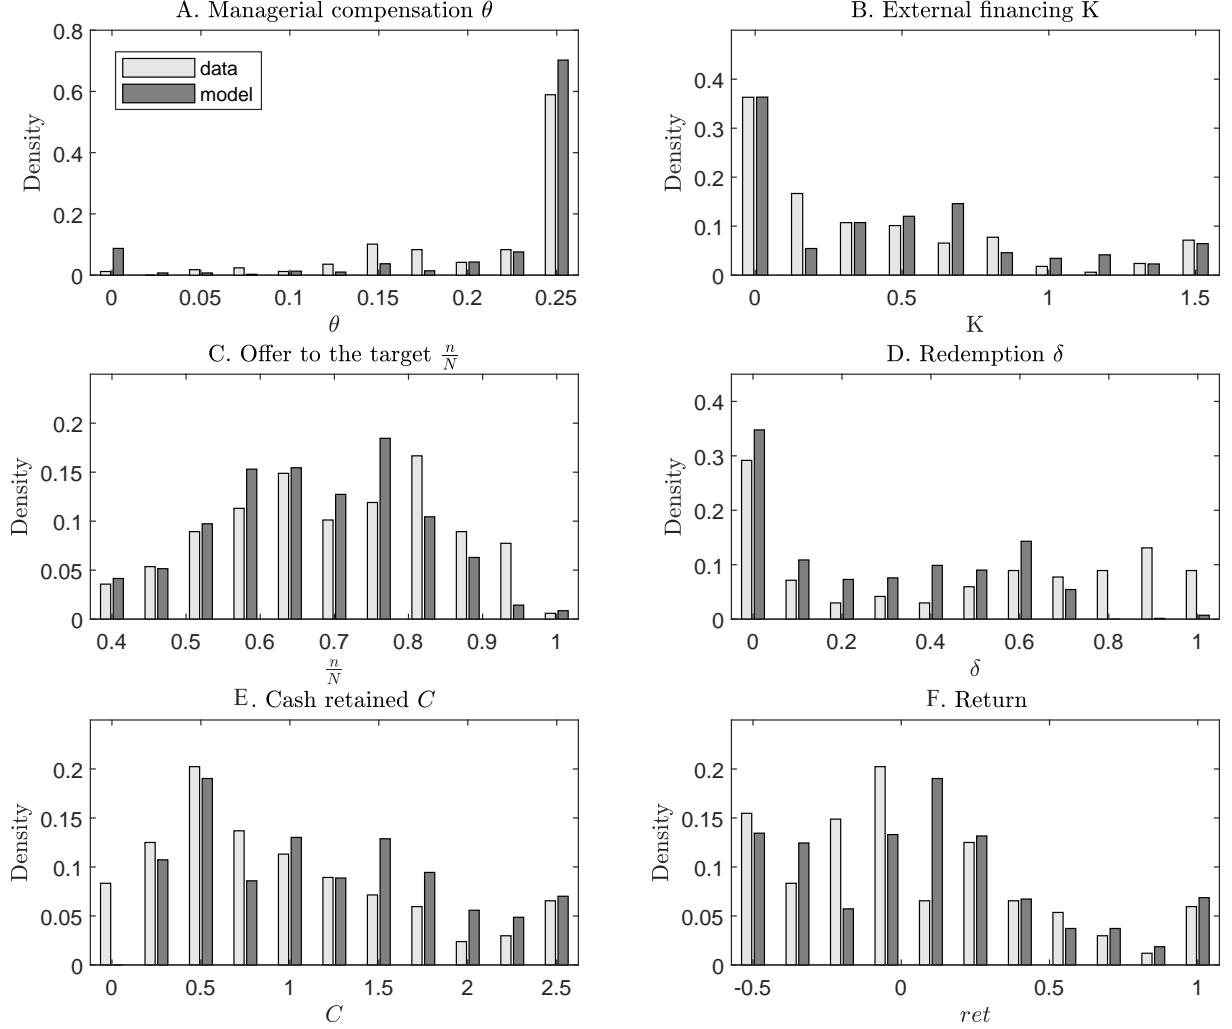 A. Managerial compensation θ
0.8
0.6
0.4
0.2
0
Density
data
model
0 0.05 0.1 0.15 0.2 0.25
θ
B. External financing K
0.4
0.3
0.2
0.1
0
Density
0 0.5 1 1.5
K
C. Offer to the target n/N
0.2
0.15
0.1
0.05
0
Density
0.4 0.5 0.6 0.7 0.8 0.9 1
n/N
D. Redemption δ
0.4
0.3
0.2
0.1
0
Density
0 0.2 0.4 0.6 0.8 1
δ
E. Cash retained C
0.2
0.15
0.1
0.05
0
Density
0 0.5 1 1.5 2 2.5
C
F. Return
0.2
0.15
0.1
0.05
0
Density
-0.5 0 0.5 1
ret